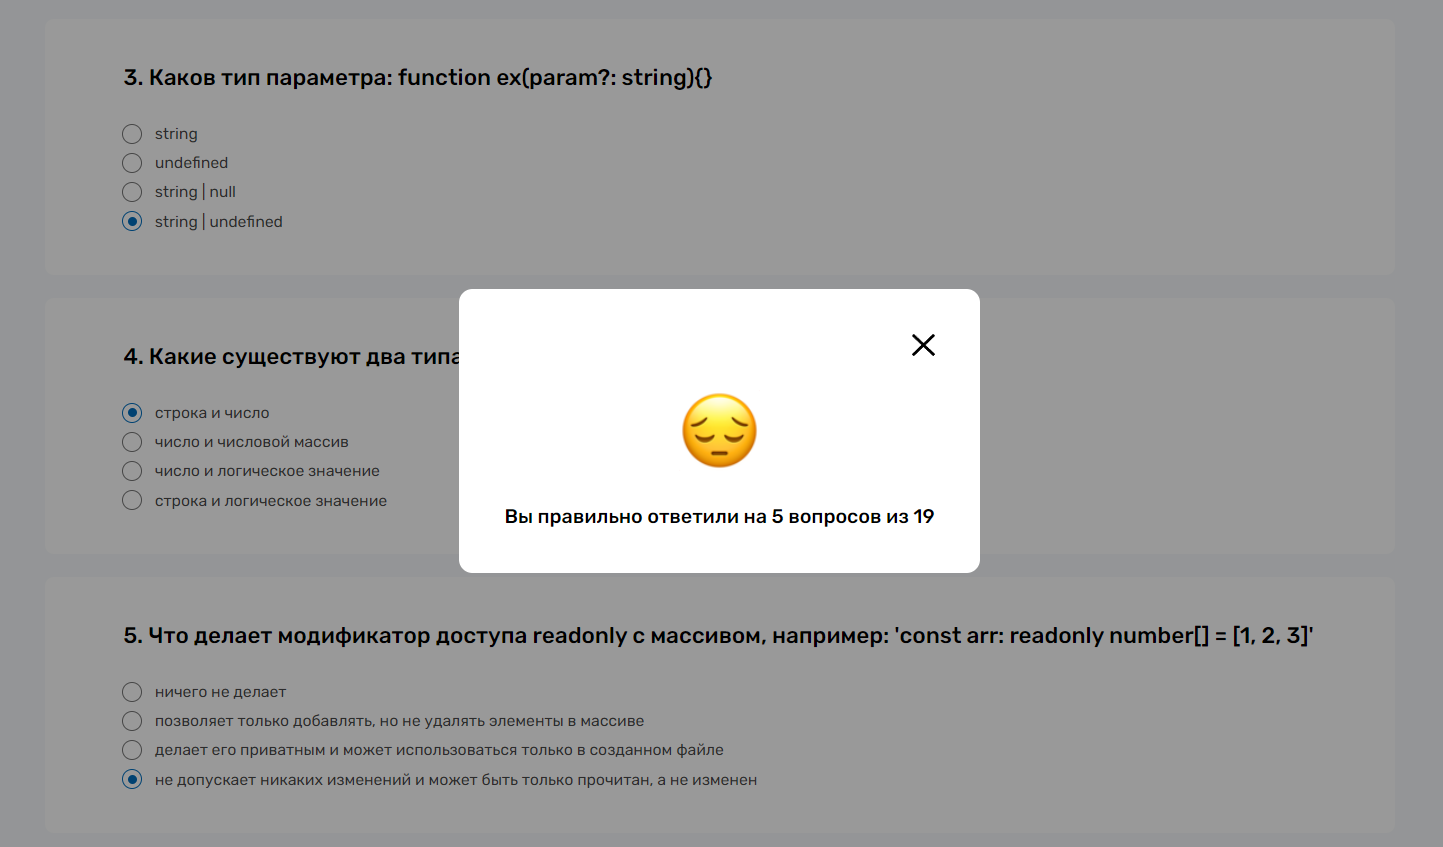 3. Каков тип параметра: function ex(param?: string){}
string
undefined
string | null
string | undefined
4. Какие существуют два типа
строка и число
число и числовой массив
число и логическое значение
строка и логическое значение
Вы правильно ответили на 5 вопросов из 19
5. Что делает модификатор доступа readonly с массивом, например: 'const arr: readonly number[] = [1, 2, 3]'
ничего не делает
позволяет только добавлять, но не удалять элементы в массиве
делает его приватным и может использоваться только в созданном файле
не допускает никаких изменений и может быть только прочитан, а не изменен